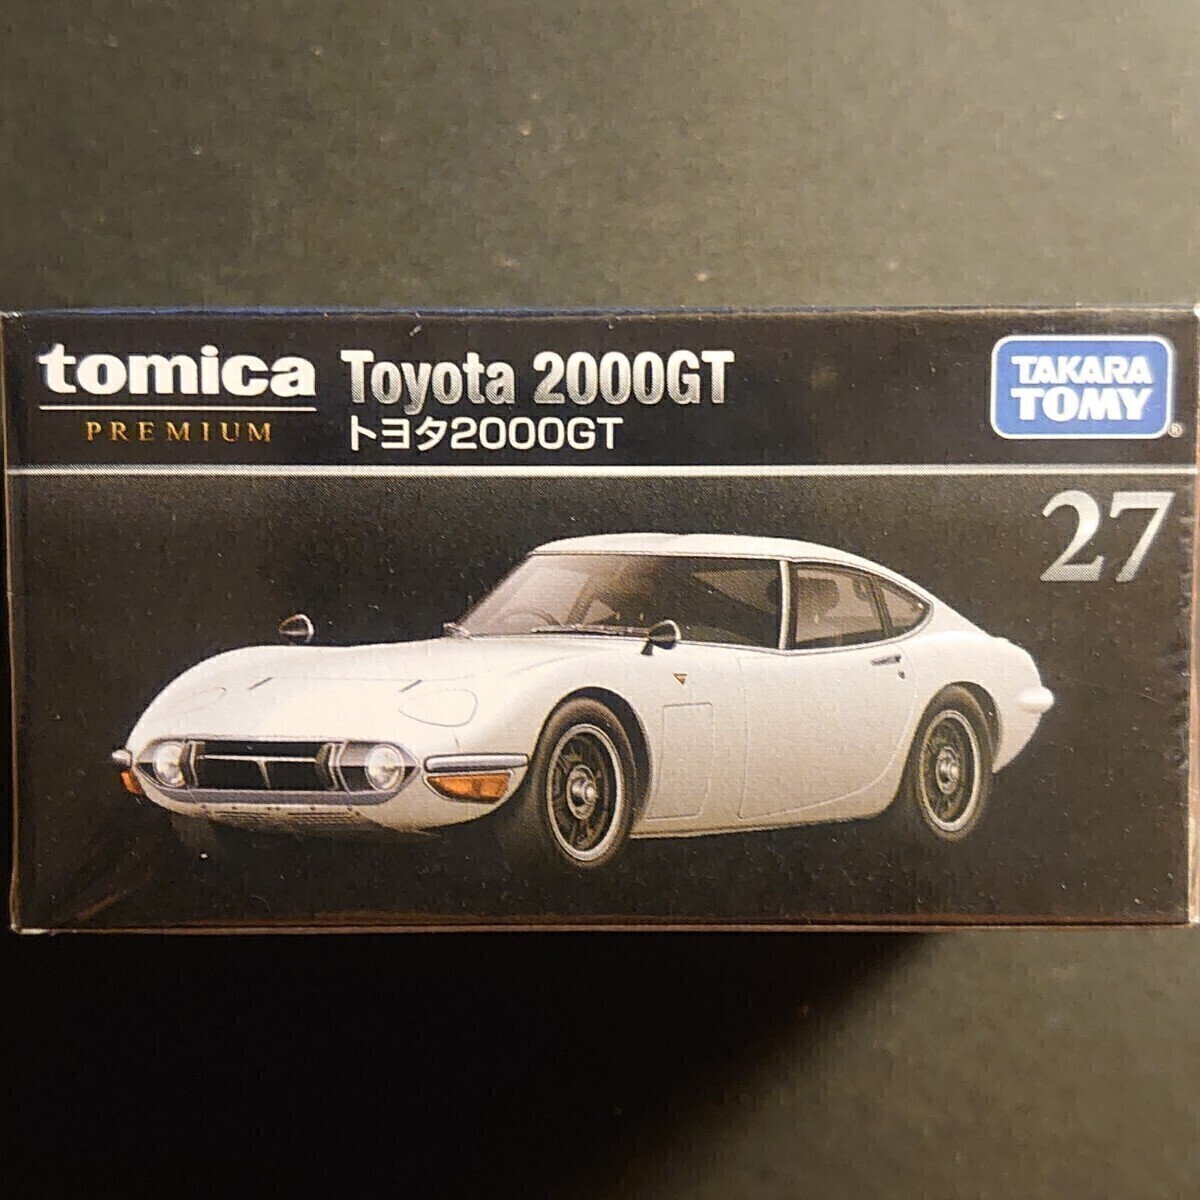 tomica
PREMIUM
Toyota 2000GT
トヨタ2000GT
TAKARA
TOMY
®
27